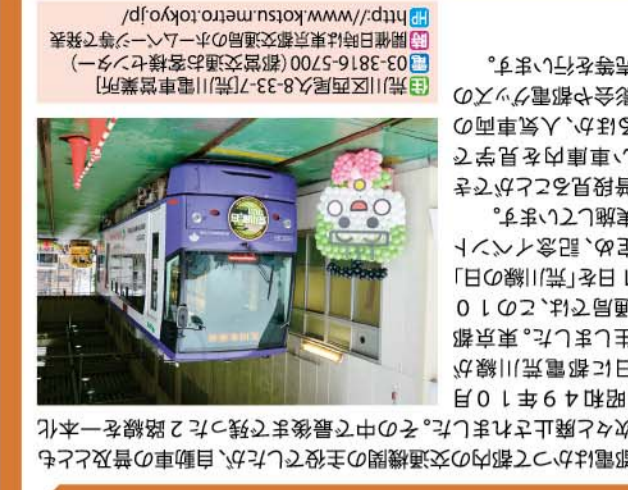 都電はかつて都内の交通機関の主役でしたが、自動車の普及ととも
次々と廃止されました。その中で最後まで残った2路線を一本化
昭和49年10月
日に都電荒川線が
生しました。東京都
通局では、この10
1日を「荒川線の日」
定め、記念イベント
実施しています。
普段見ることができ
い車庫内を見学で
るほか、人気車両の
影会や都電グッズの
売等を行います。
住 荒川区西尾久8-33-7[荒川電車営業所]
電 03-3816-5700(都営交通お客様センター)
時 開催日時は東京都交通局のホームページ等で発表
HP http://www.kotsu.metro.tokyo.jp/